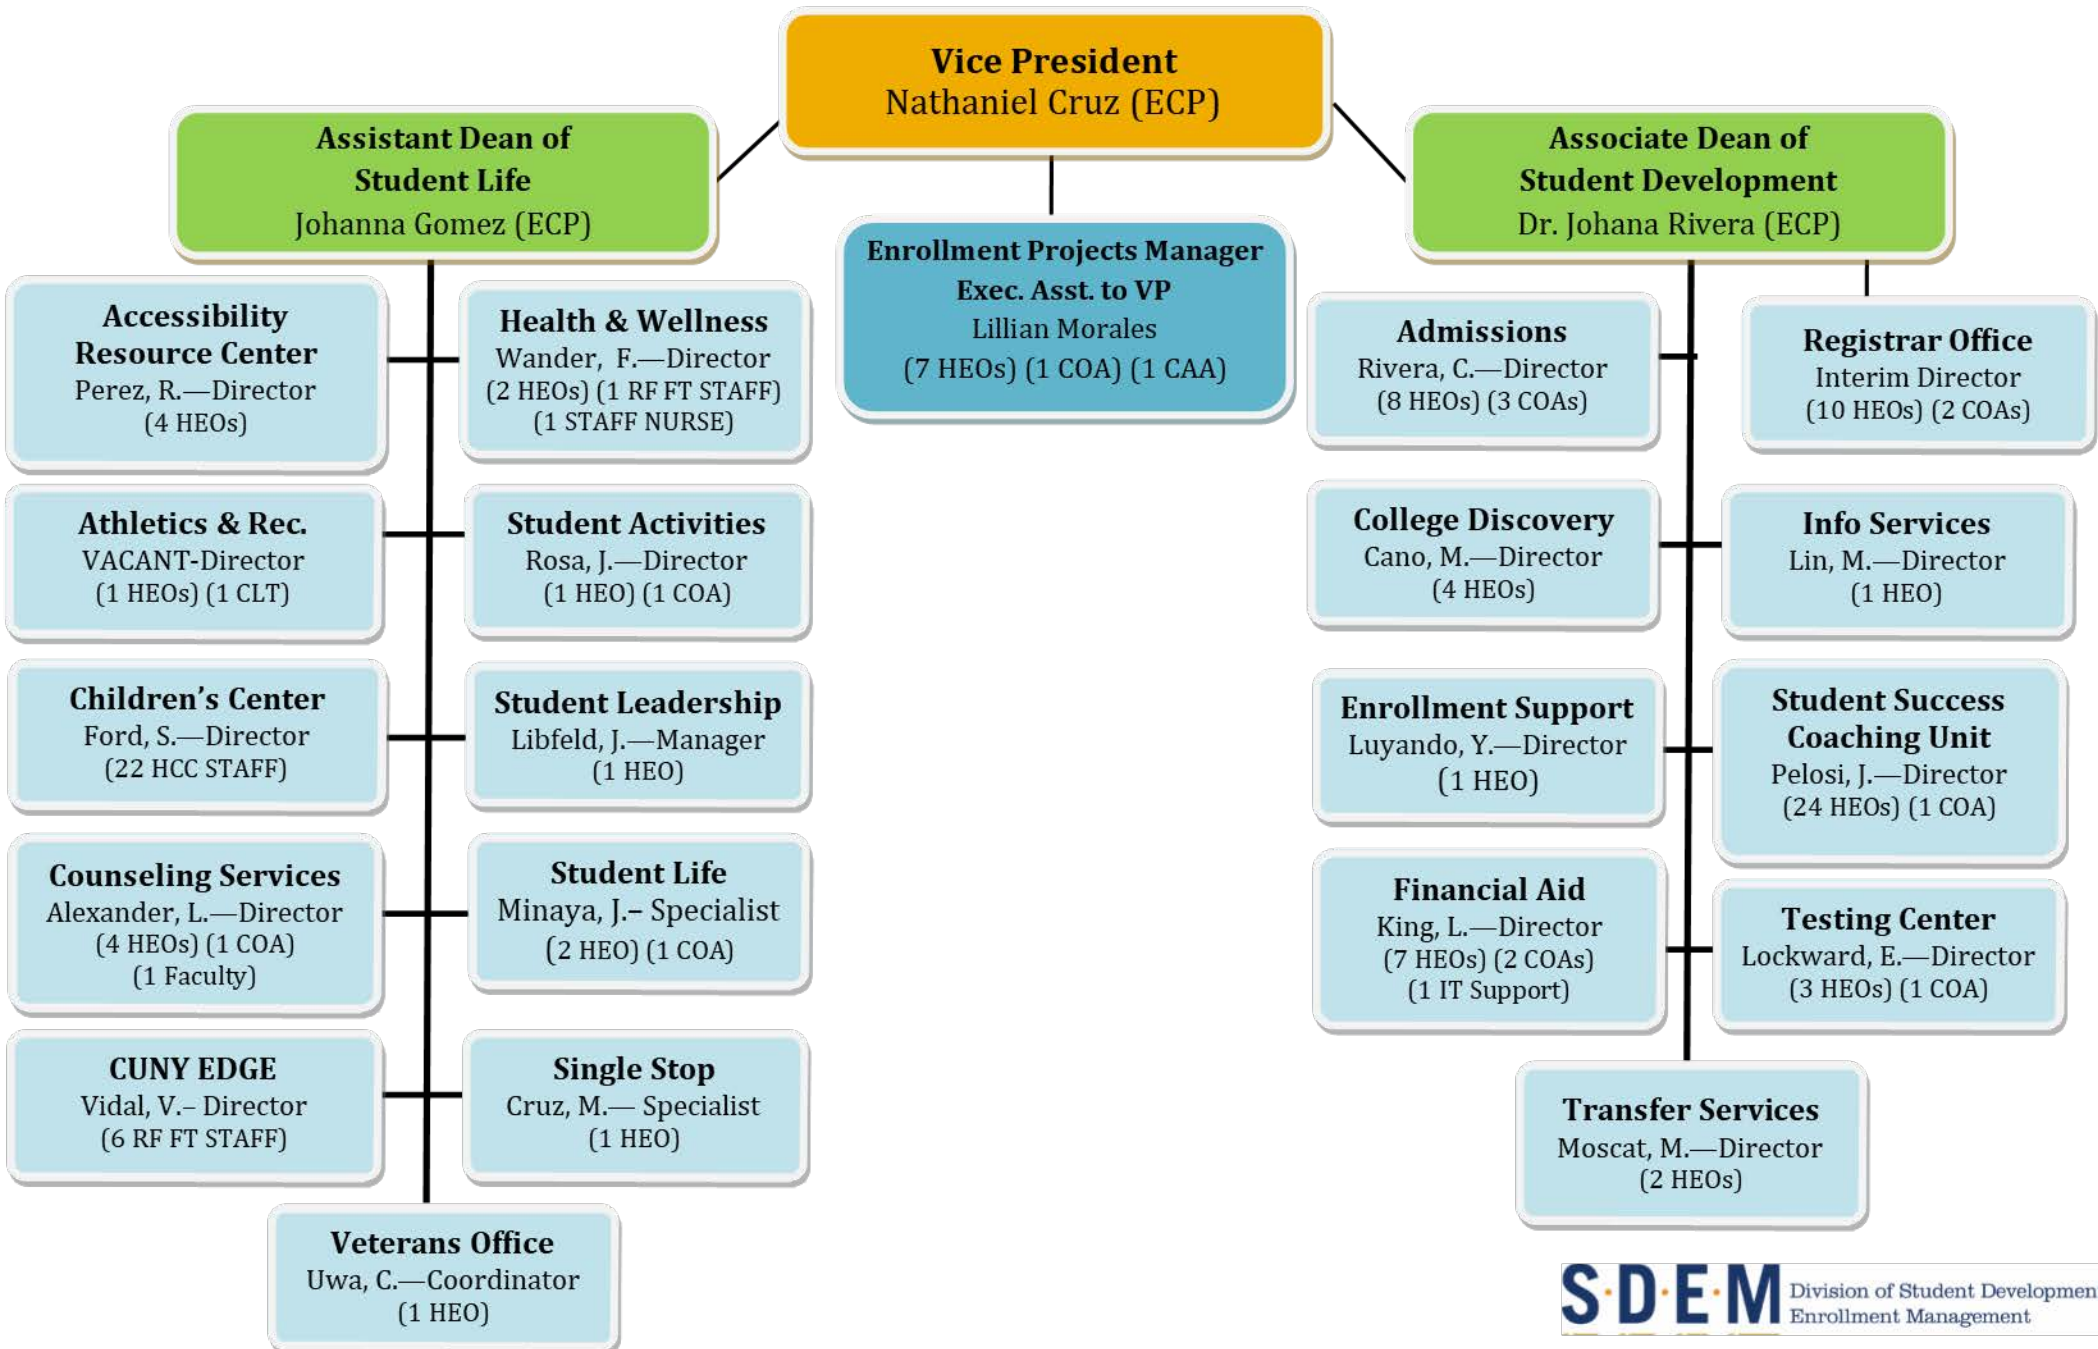 Vice President
Nathaniel Cruz (ECP)
Assistant Dean of
Student Life
Johanna Gomez (ECP)
Associate Dean of
Student Development
Dr. Johana Rivera (ECP)
Enrollment Projects Manager
Exec. Asst. to VP
Lillian Morales
(7 HEOs) (1 COA) (1 CAA)
Accessibility
Resource Center
Perez, R.—Director
(4 HEOs)
Health & Wellness
Wander, F.—Director
(2 HEOs) (1 RF FT STAFF)
(1 STAFF NURSE)
Athletics & Rec.
VACANT-Director
(1 HEOs) (1 CLT)
Student Activities
Rosa, J.—Director
(1 HEO) (1 COA)
Children’s Center
Ford, S.—Director
(22 HCC STAFF)
Student Leadership
Libfeld, J.—Manager
(1 HEO)
Counseling Services
Alexander, L.—Director
(4 HEOs) (1 COA)
(1 Faculty)
Student Life
Minaya, J.– Specialist
(2 HEO) (1 COA)
CUNY EDGE
Vidal, V.– Director
(6 RF FT STAFF)
Single Stop
Cruz, M.— Specialist
(1 HEO)
Veterans Office
Uwa, C.—Coordinator
(1 HEO)
Admissions
Rivera, C.—Director
(8 HEOs) (3 COAs)
Registrar Office
Interim Director
(10 HEOs) (2 COAs)
College Discovery
Cano, M.—Director
(4 HEOs)
Info Services
Lin, M.—Director
(1 HEO)
Enrollment Support
Luyando, Y.—Director
(1 HEO)
Student Success
Coaching Unit
Pelosi, J.—Director
(24 HEOs) (1 COA)
Financial Aid
King, L.—Director
(7 HEOs) (2 COAs)
(1 IT Support)
Testing Center
Lockward, E.—Director
(3 HEOs) (1 COA)
Transfer Services
Moscat, M.—Director
(2 HEOs)
S·D·E·M
Division of Student Developmen
Enrollment Management